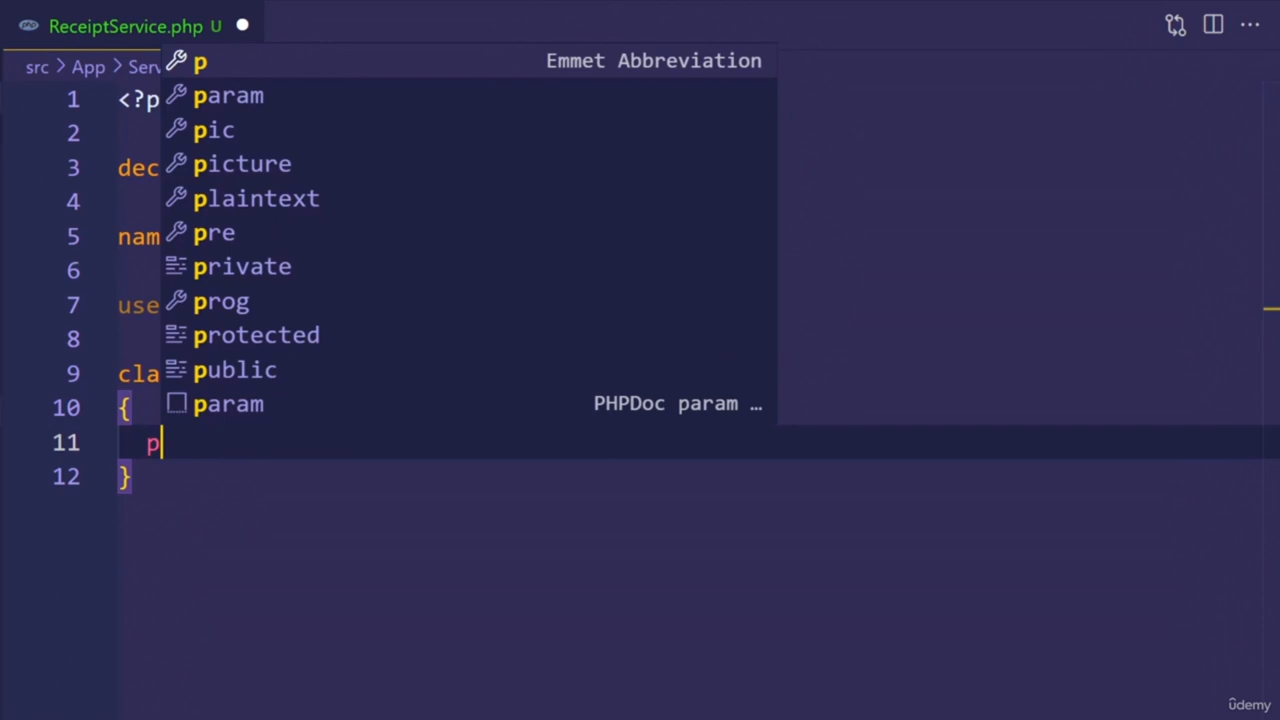 php ReceiptService.php U
src > App > Serv
p Emmet Abbreviation
1 <?p param
2 pic
3 dec picture
4 plaintext
5 nam pre
6 private
7 use prog
8 protected
9 cla public
10 { param PHPDoc param …
11 p
12 }
ûdemy